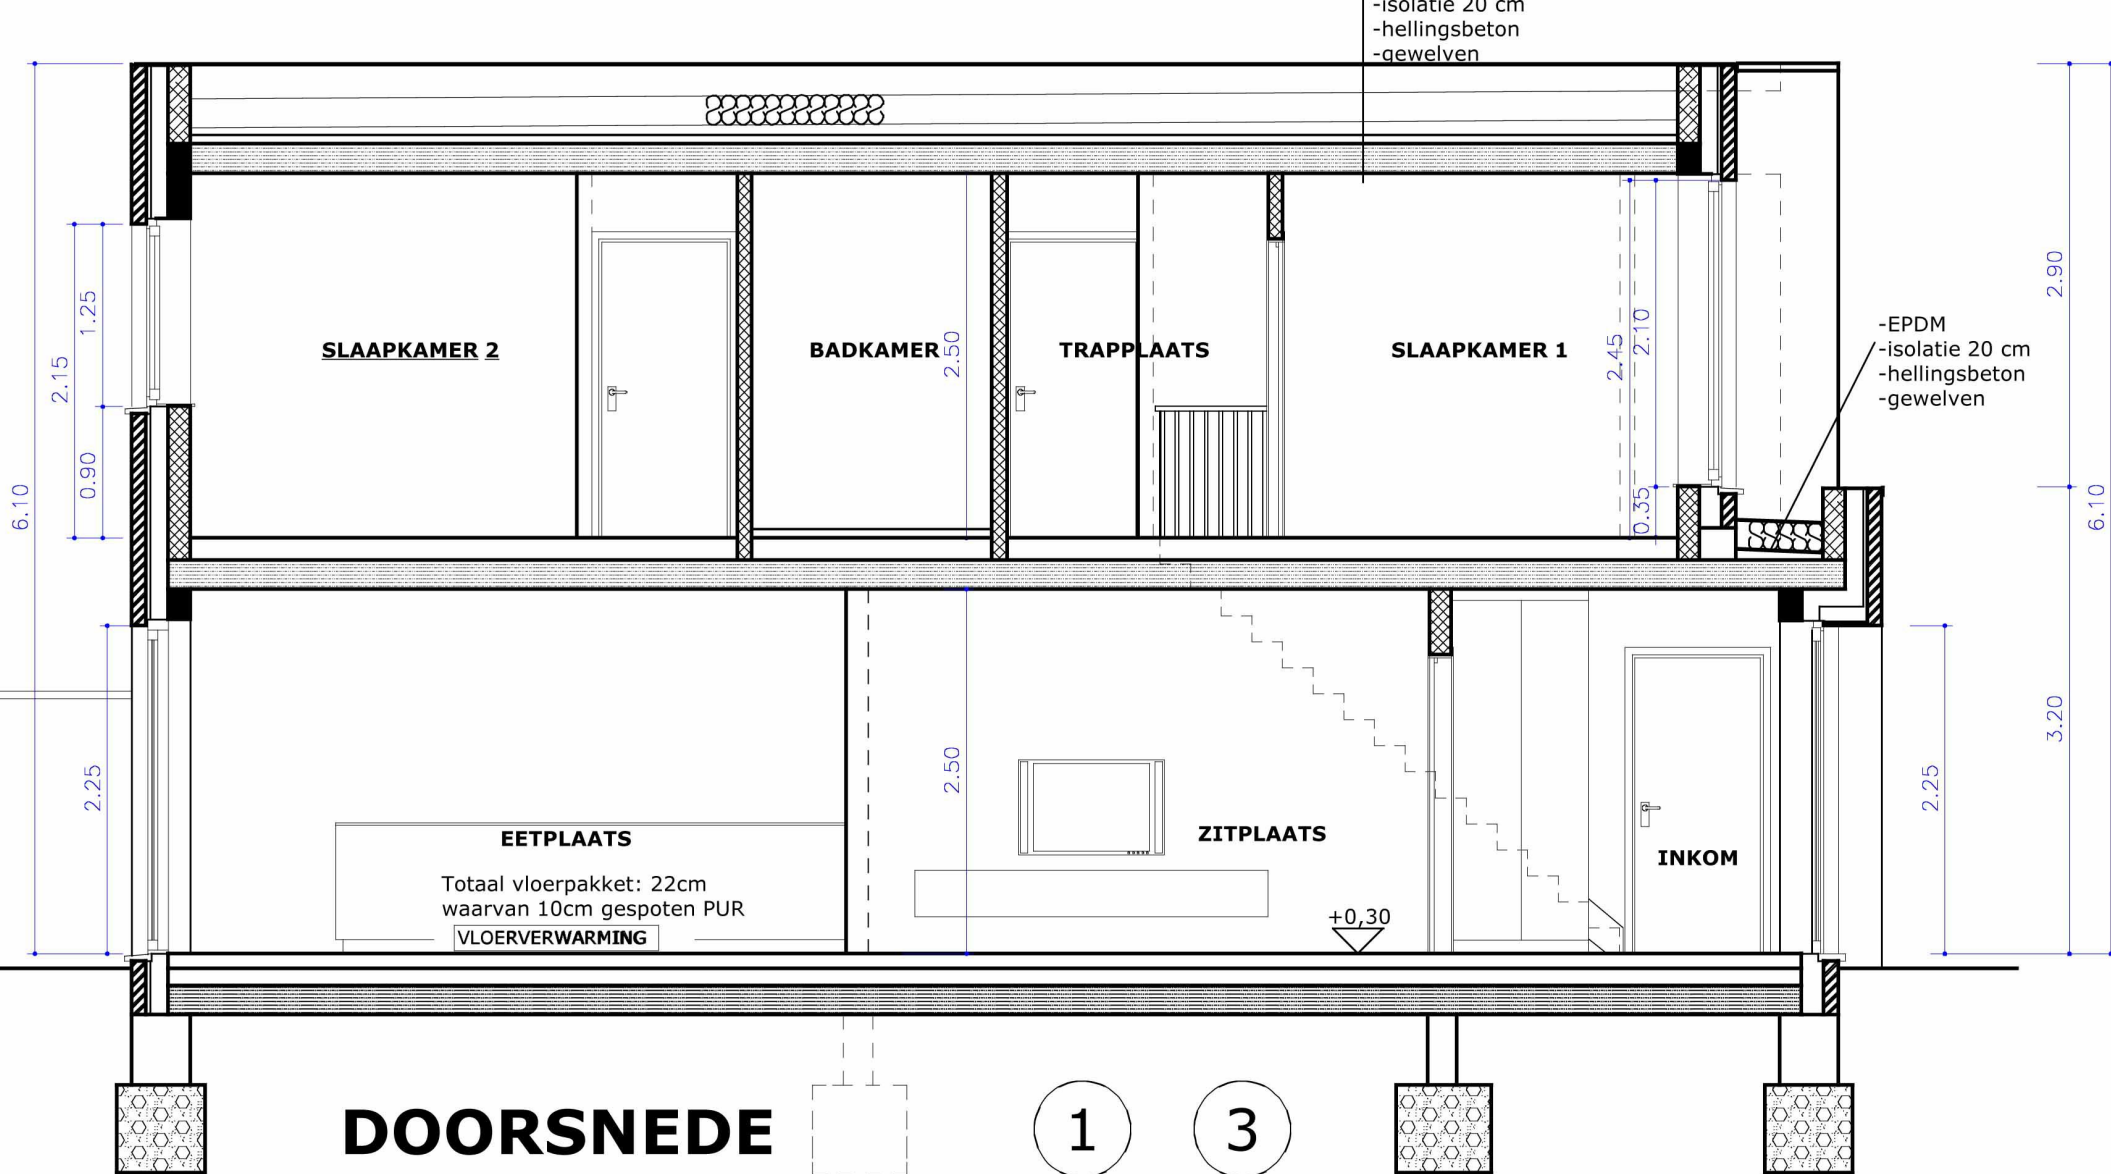 -isolatie 20 cm
-hellingsbeton
-gewelven
SLAAPKAMER 2
BADKAMER
TRAPPLAATS
SLAAPKAMER 1
-EPDM
-isolatie 20 cm
-hellingsbeton
-gewelven
6.10
2.15
1.25
0.90
2.50
2.45
2.10
0.35
2.90
6.10
3.20
2.25
2.50
2.25
EETPLAATS
Totaal vloerpakket: 22cm
waarvan 10cm gespoten PUR
VLOERVERWARMING
ZITPLAATS
+0,30
INKOM
DOORSNEDE
1
3